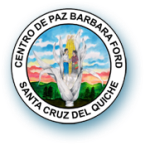 CENTRO DE PAZ BARBARA FORD
SANTA CRUZ DEL QUICHE